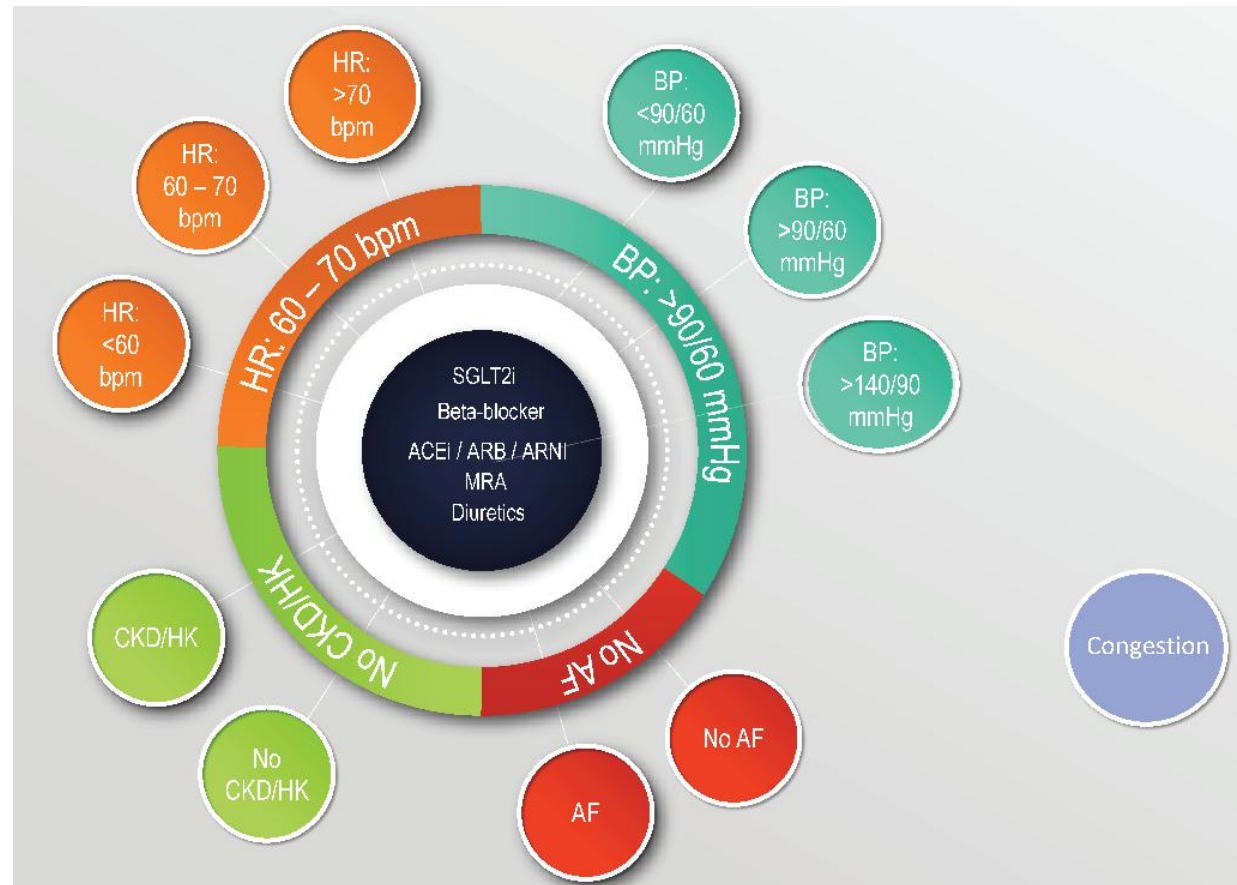 HR:
>70
bpm
BP:
<90/60
mmHg
HR:
60 – 70
bpm
BP:
>90/60
mmHg
HR:
<60
bpm
BP:
>140/90
mmHg
HR: 60 – 70 bpm
BP: >90/60 mmHg
SGLT2i
Beta-blocker
ACEi / ARB / ARNI
MRA
Diuretics
No CKD/HK
No AF
CKD/HK
Congestion
No
CKD/HK
No AF
AF